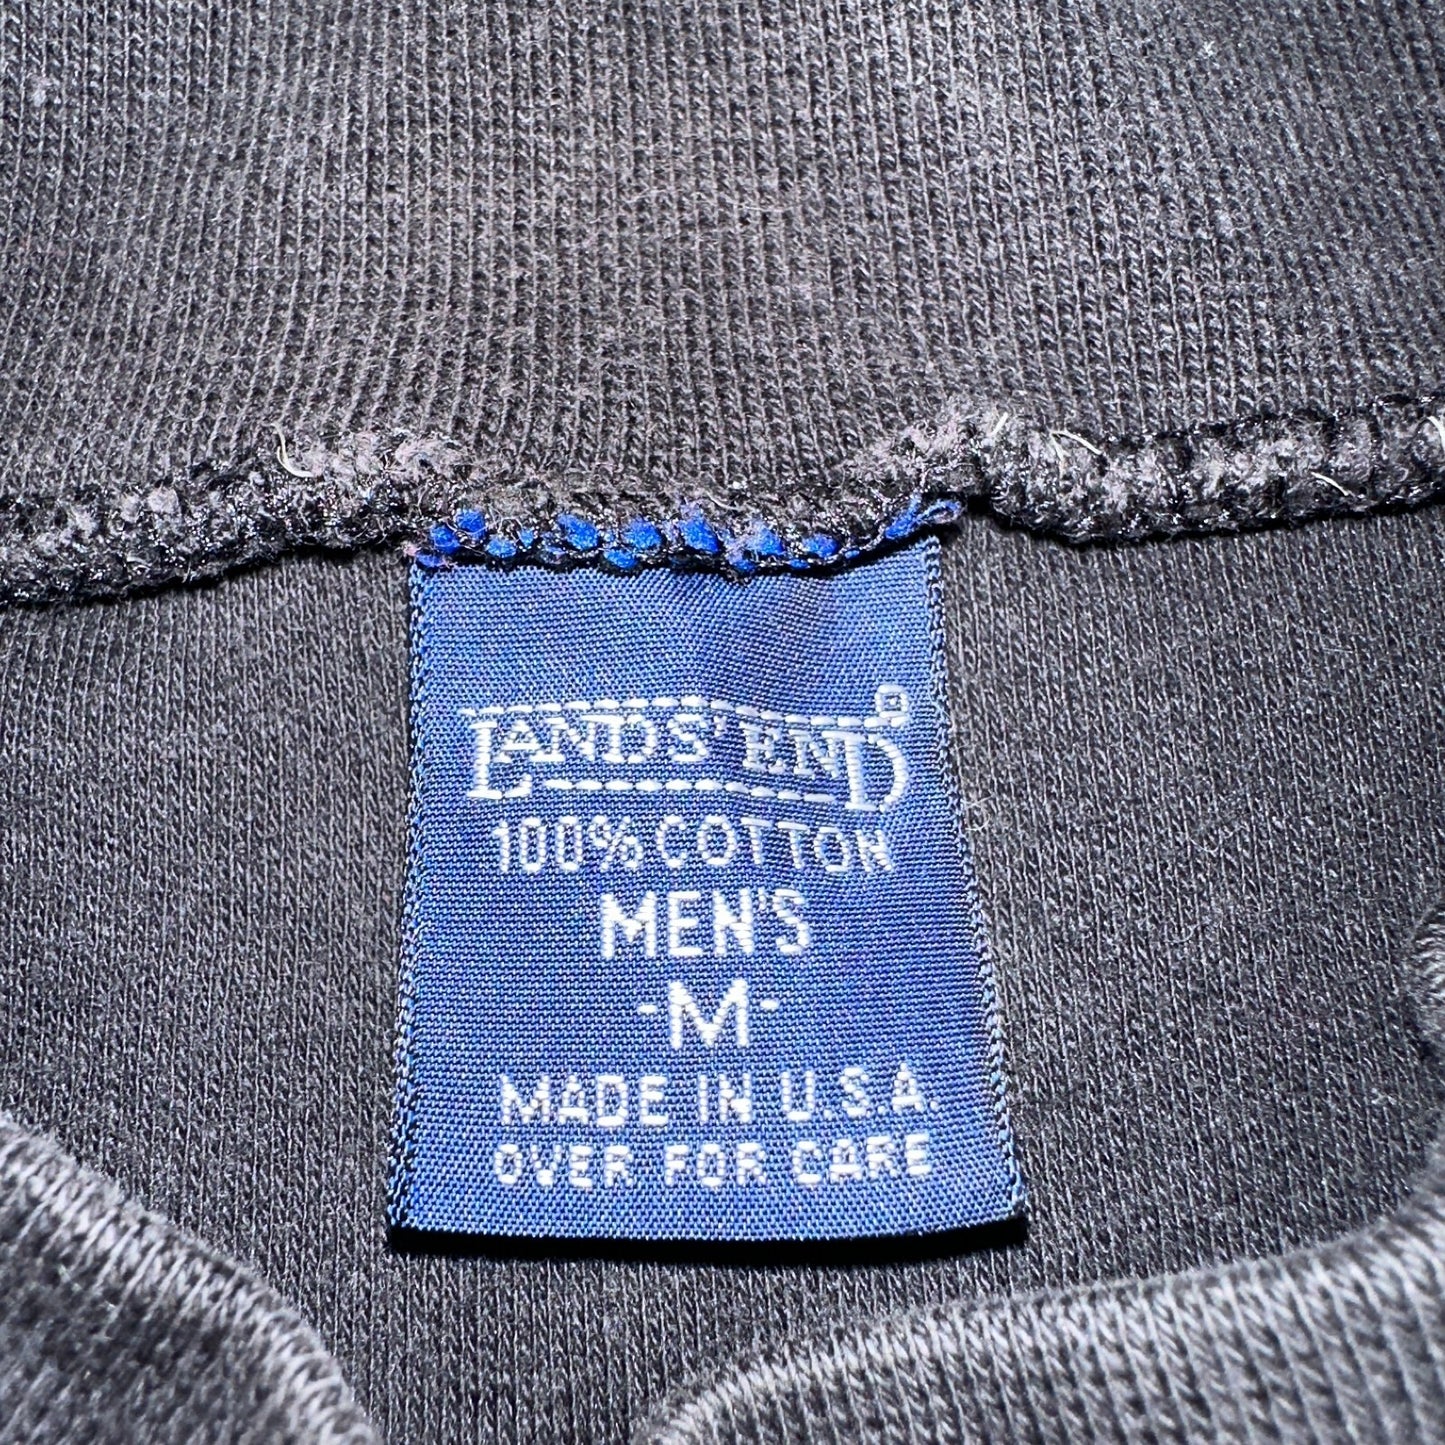 LANDS' END
100% COTTON
MEN'S
-M-
MADE IN U.S.A.
OVER FOR CARE